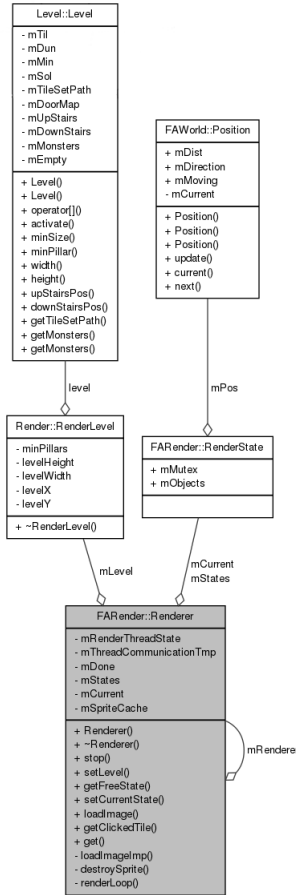 Level::Level
- mTil
- mDun
- mMin
- mSol
- mTileSetPath
- mDoorMap
- mUpStairs
- mDownStairs
- mMonsters
- mEmpty
+ Level()
+ Level()
+ operator[]()
+ activate()
+ minSize()
+ minPillar()
+ width()
+ height()
+ upStairsPos()
+ downStairsPos()
+ getTileSetPath()
+ getMonsters()
+ getMonsters()
FAWorld::Position
+ mDist
+ mDirection
+ mMoving
- mCurrent
+ Position()
+ Position()
+ Position()
+ update()
+ current()
+ next()
level
mPos
Render::RenderLevel
- minPillars
- levelHeight
- levelWidth
- levelX
- levelY
+ ~RenderLevel()
FARender::RenderState
+ mMutex
+ mObjects
mLevel
mCurrent
mStates
FARender::Renderer
- mRenderThreadState
- mThreadCommunicationTmp
- mDone
- mStates
- mCurrent
- mSpriteCache
+ Renderer()
+ ~Renderer()
+ stop()
+ setLevel()
+ getFreeState()
+ setCurrentState()
+ loadImage()
+ getClickedTile()
+ get()
- loadImageImp()
- destroySprite()
- renderLoop()
mRenderer